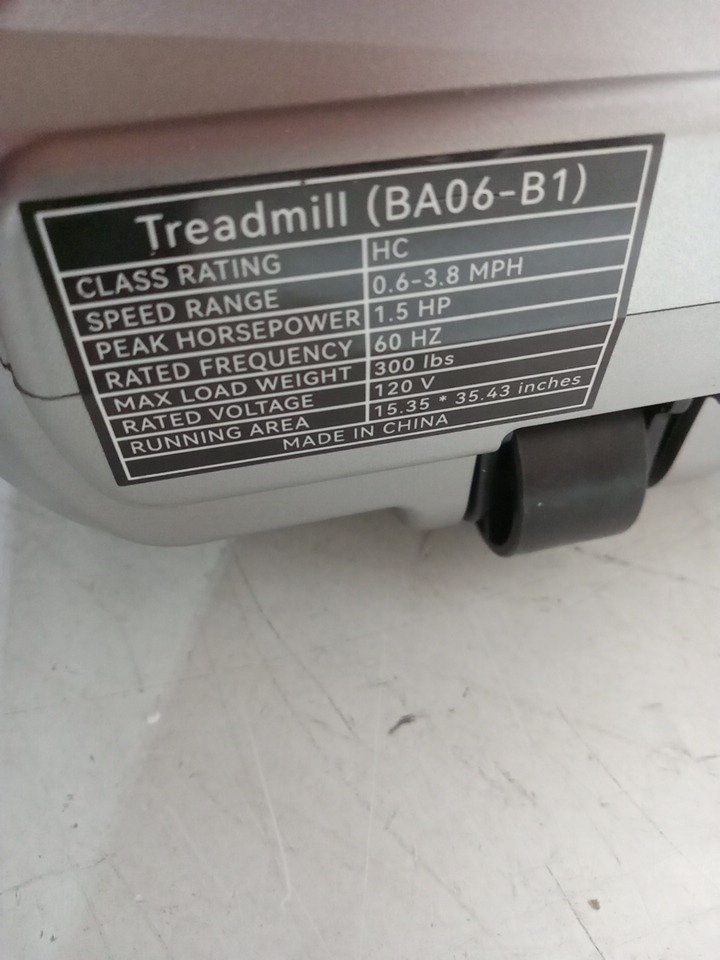 Treadmill (BA06-B1)
CLASS RATING HC
SPEED RANGE 0.6-3.8 MPH
PEAK HORSEPOWER 1.5 HP
RATED FREQUENCY 60 HZ
MAX LOAD WEIGHT 300 lbs
RATED VOLTAGE 120 V
RUNNING AREA 15.35 * 35.43 inches
MADE IN CHINA